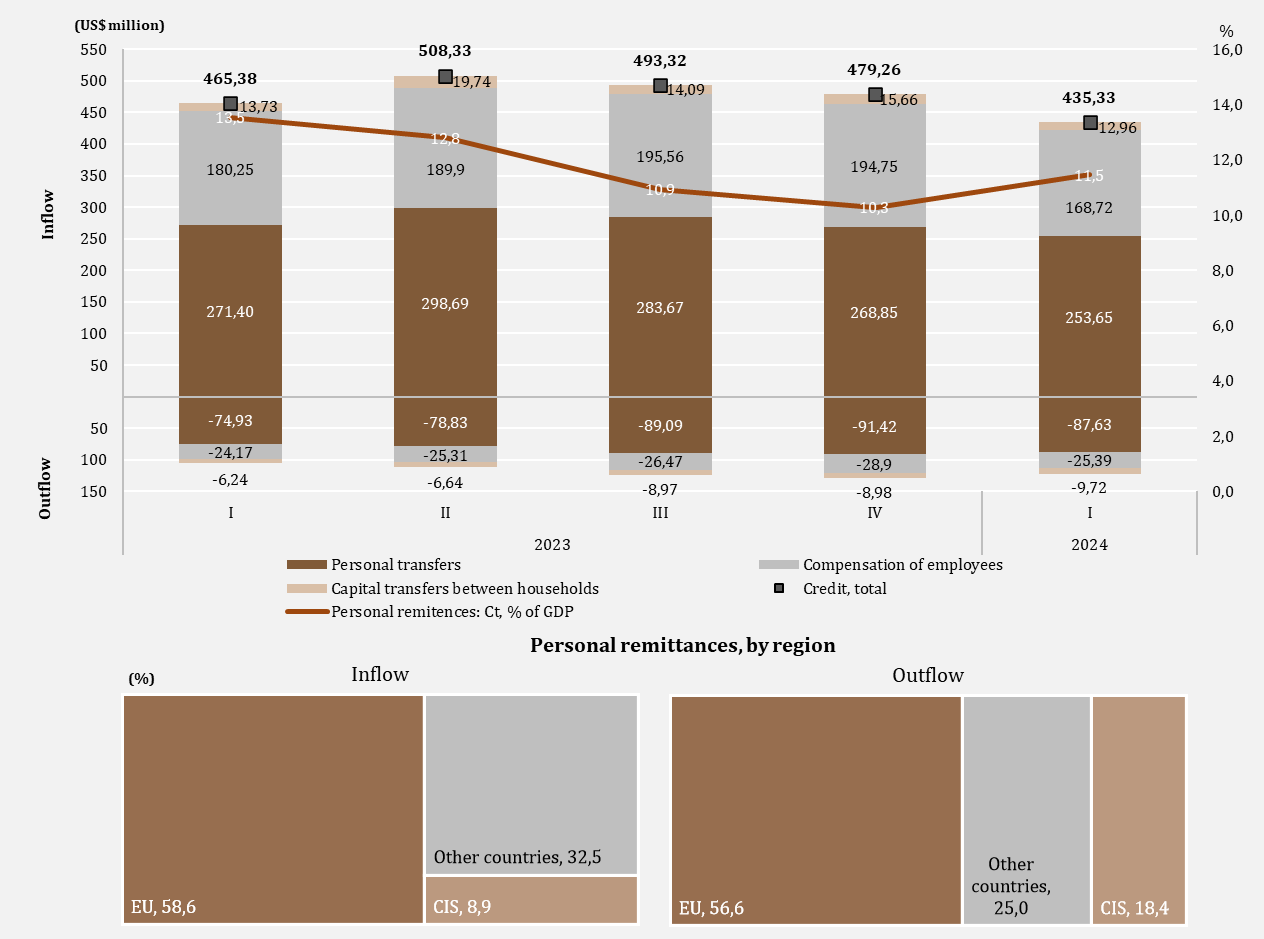 (US$ million)
%
550
500
450
400
350
300
250
200
150
100
50
50
100
150
Inflow
Outflow
16,0
14,0
12,0
10,0
8,0
6,0
4,0
2,0
0,0
465,38
508,33
493,32
479,26
435,33
13,73
19,74
14,09
15,66
12,96
13,5
12,8
10,9
10,3
11,5
180,25
189,9
195,56
194,75
168,72
271,40
298,69
283,67
268,85
253,65
-74,93
-78,83
-89,09
-91,42
-87,63
-24,17
-25,31
-26,47
-28,9
-25,39
-6,24
-6,64
-8,97
-8,98
-9,72
I
II
III
IV
I
2023
2024
Personal transfers
Compensation of employees
Capital transfers between households
Credit, total
Personal remitences: Ct, % of GDP
Personal remittances, by region
(%)
Inflow
Outflow
EU, 58,6
Other countries, 32,5
CIS, 8,9
EU, 56,6
Other
countries,
25,0
CIS, 18,4